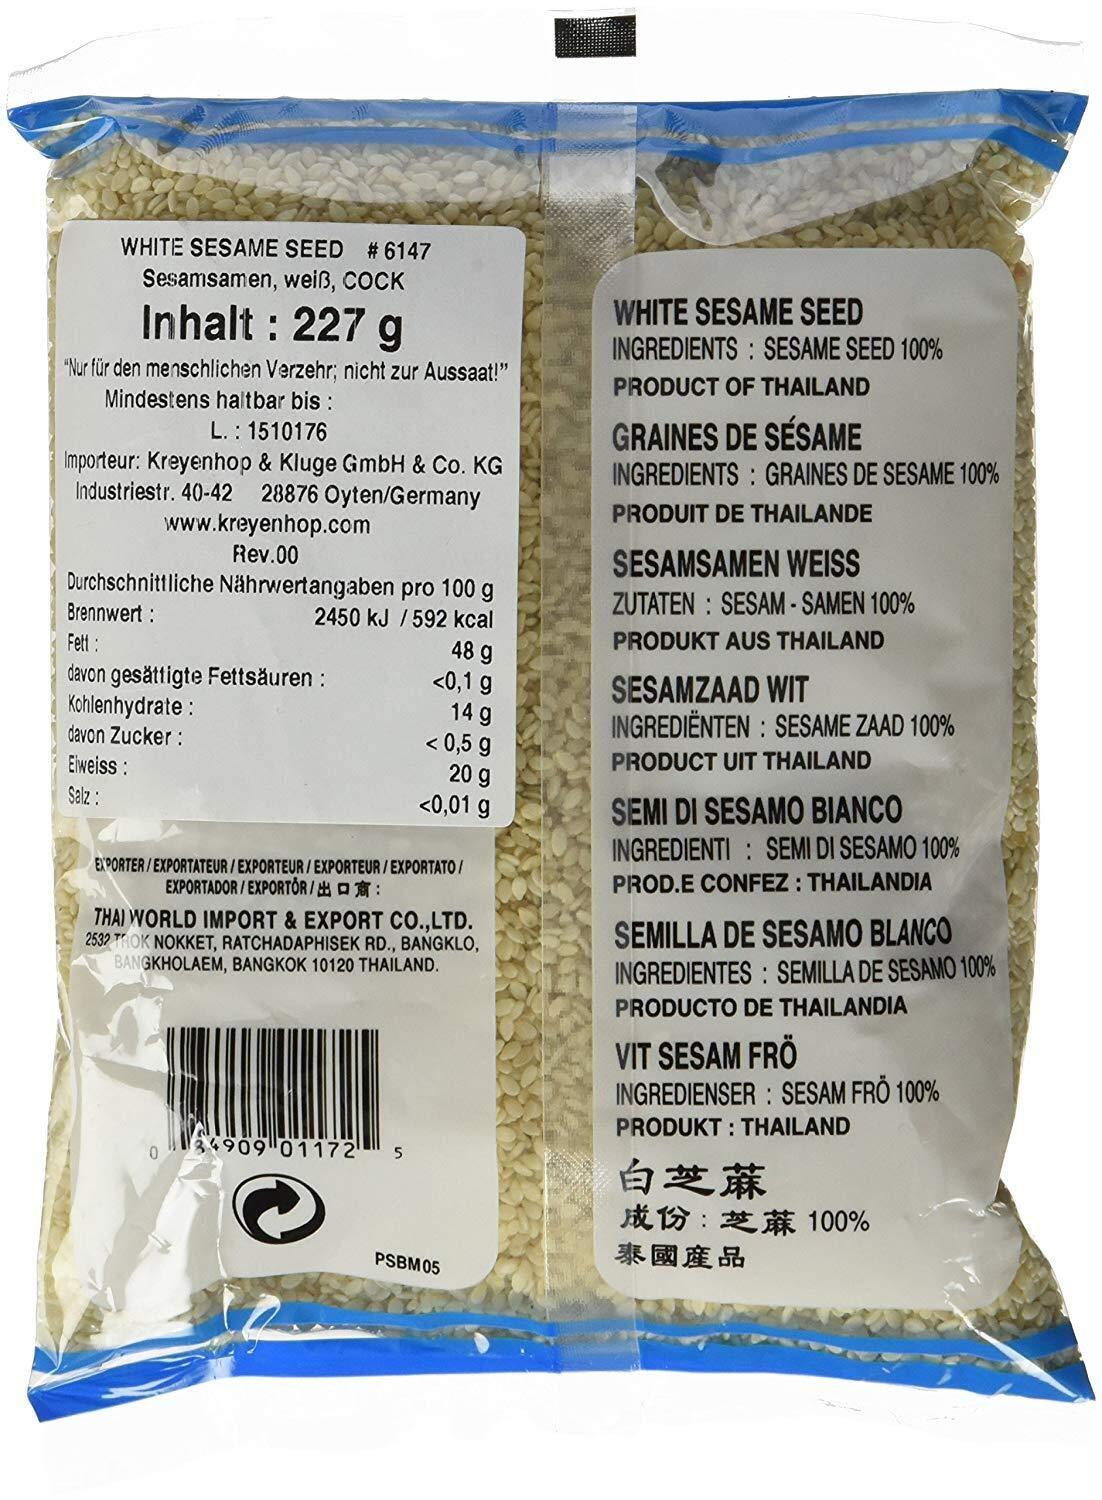 WHITE SESAME SEED # 6147
Sesamsamen, weiß, COCK
Inhalt : 227 g
“Nur für den menschlichen Verzehr; nicht zur Aussaat!”
Mindestens haltbar bis :
L. : 1510176
Importeur: Kreyenhop & Kluge GmbH & Co. KG
Industriestr. 40-42 28876 Oyten/Germany
www.kreyenhop.com
Rev.00
Durchschnittliche Nährwertangaben pro 100 g
Brennwert : 2450 kJ / 592 kcal
Fett : 48 g
davon gesättigte Fettsäuren : <0,1 g
Kohlenhydrate : 14 g
davon Zucker : < 0,5 g
Eiweiss : 20 g
Salz : <0,01 g
EXPORTER / EXPORTATEUR / EXPORTEUR / EXPORTEUR / EXPORTATO /
EXPORTADOR / EXPORTÖR / 出口商 :
THAI WORLD IMPORT & EXPORT CO.,LTD.
2532 TROK NOKKET, RATCHADAPHISEK RD., BANGKLO,
BANGKHOLAEM, BANGKOK 10120 THAILAND.
0 84909 01172 5
PSBM05
WHITE SESAME SEED
INGREDIENTS : SESAME SEED 100%
PRODUCT OF THAILAND
GRAINES DE SÉSAME
INGREDIENTS : GRAINES DE SESAME 100%
PRODUIT DE THAILANDE
SESAMSAMEN WEISS
ZUTATEN : SESAM - SAMEN 100%
PRODUKT AUS THAILAND
SESAMZAAD WIT
INGREDIËNTEN : SESAME ZAAD 100%
PRODUCT UIT THAILAND
SEMI DI SESAMO BIANCO
INGREDIENTI : SEMI DI SESAMO 100%
PROD.E CONFEZ : THAILANDIA
SEMILLA DE SESAMO BLANCO
INGREDIENTES : SEMILLA DE SESAMO 100%
PRODUCTO DE THAILANDIA
VIT SESAM FRÖ
INGREDIENSER : SESAM FRÖ 100%
PRODUKT : THAILAND
白芝蔴
成份 : 芝蔴 100%
泰國產品